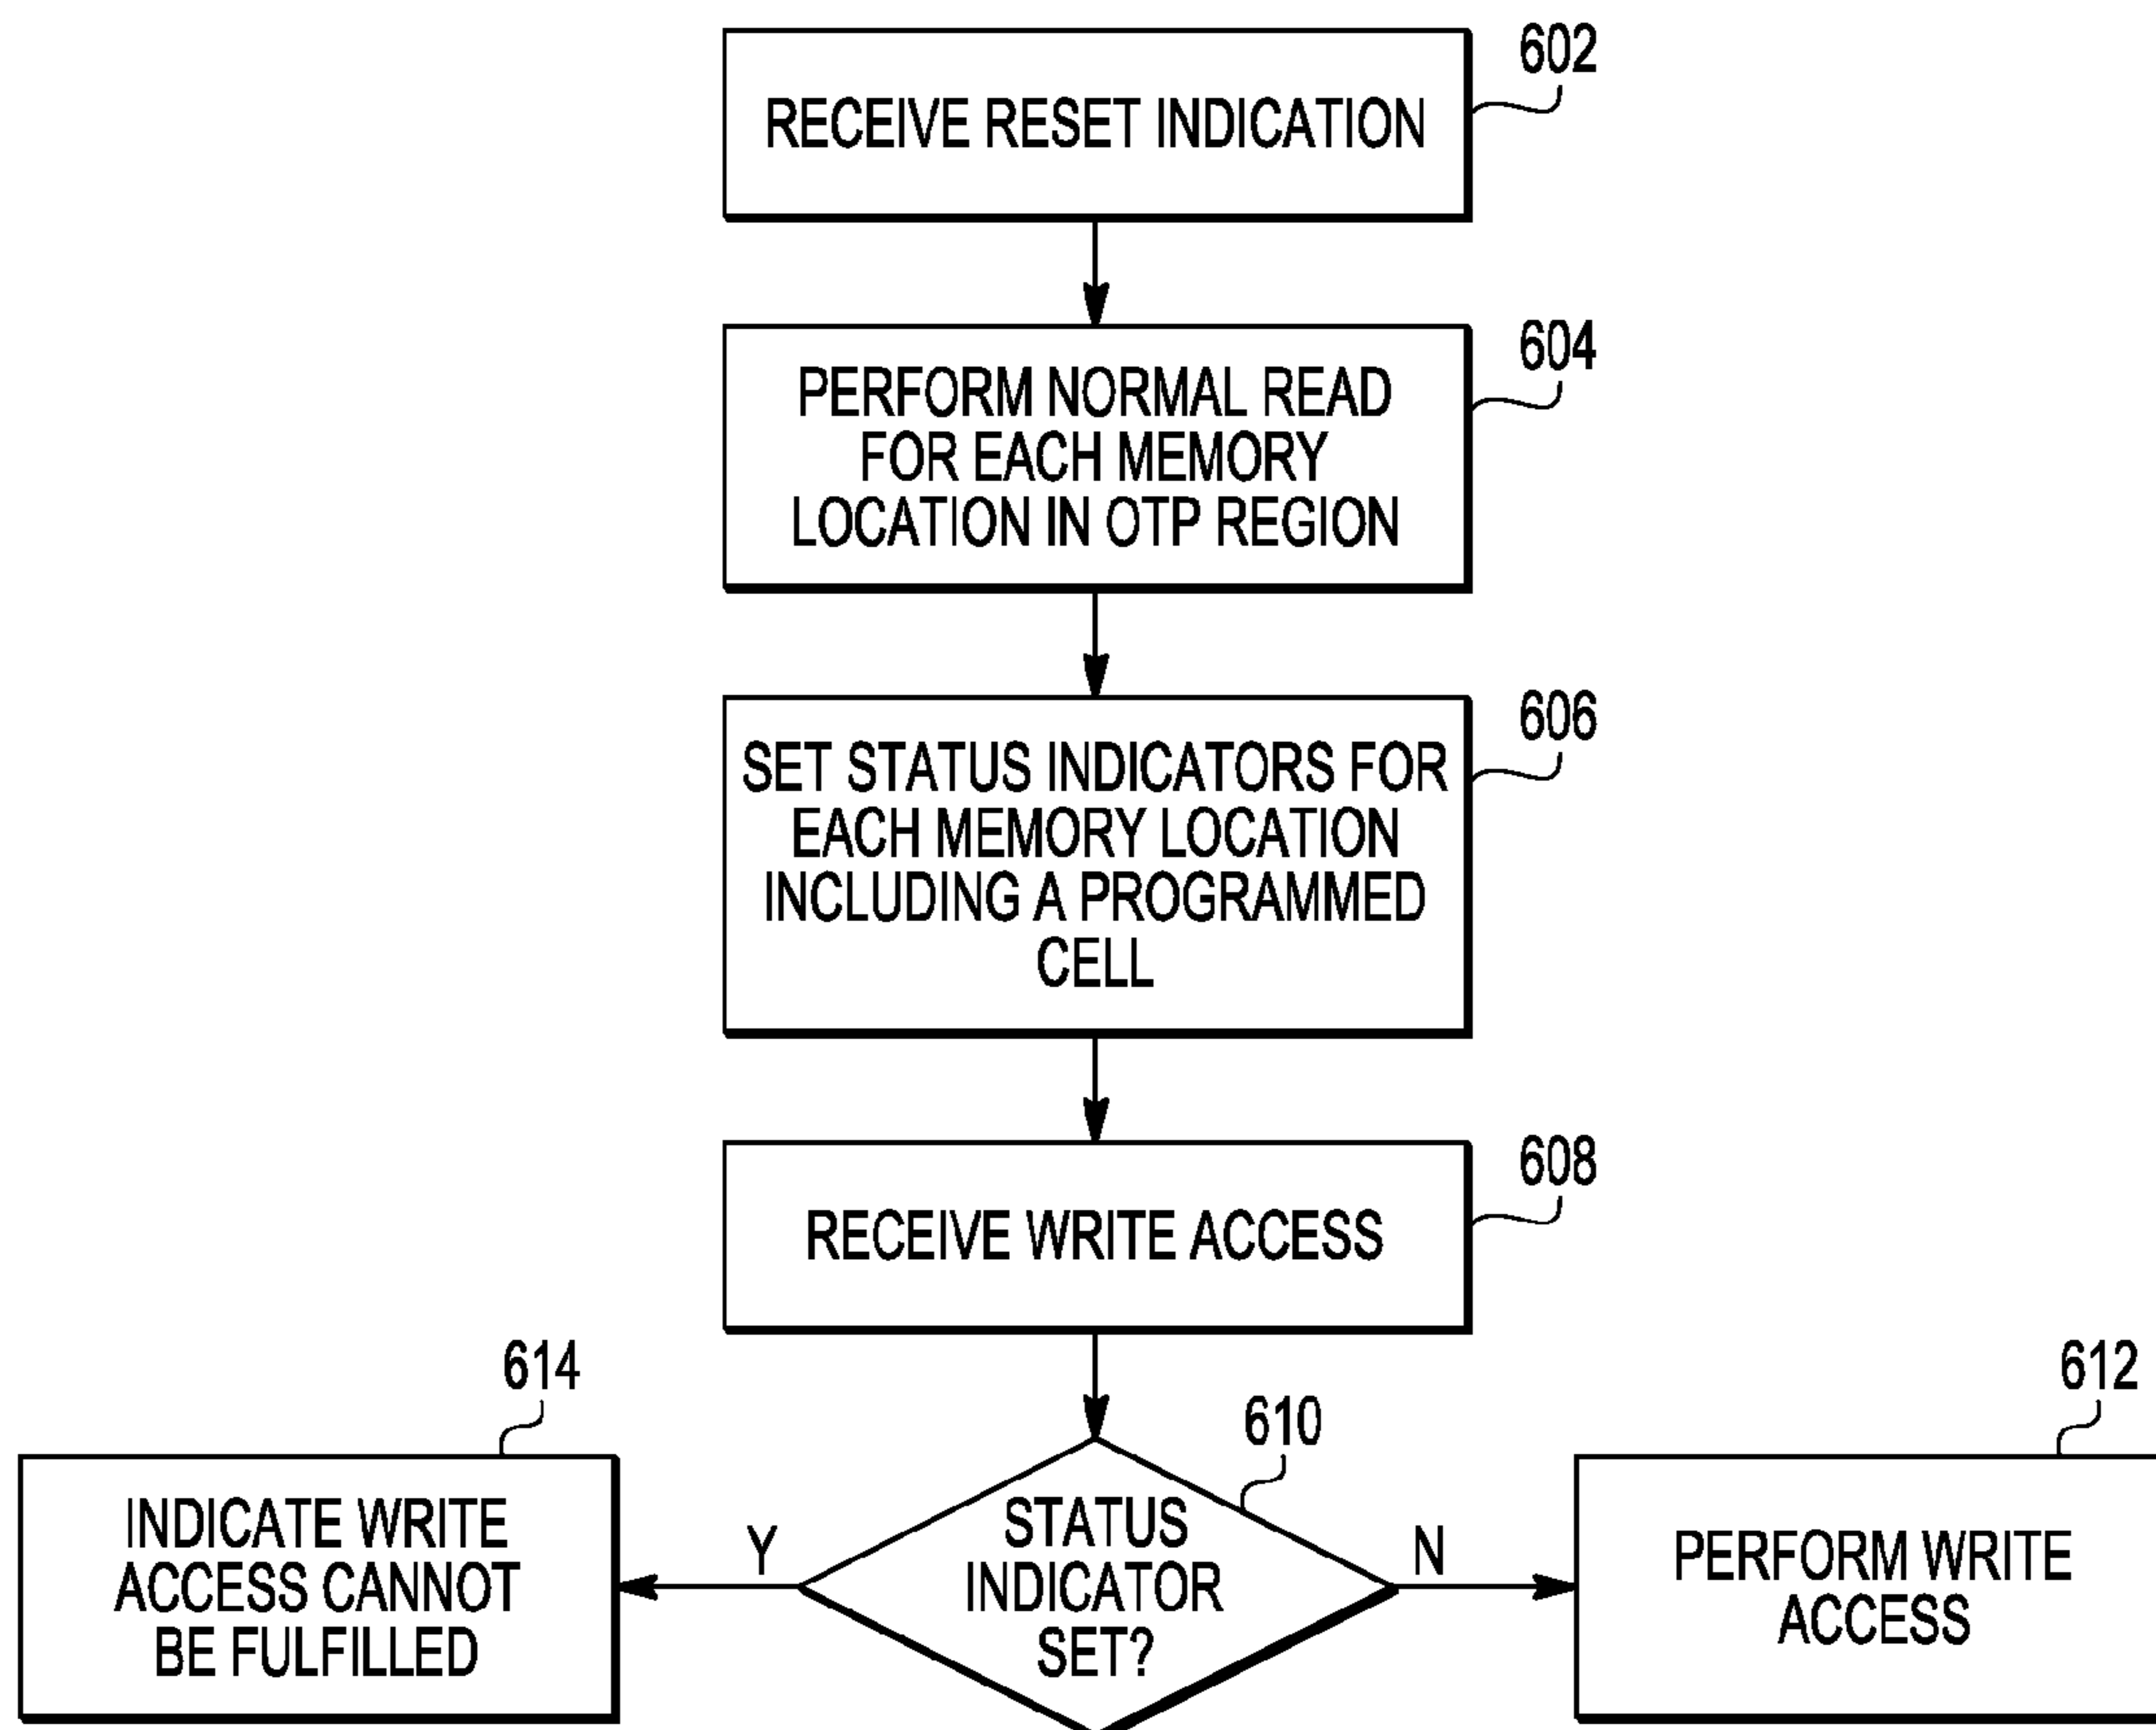 602
RECEIVE RESET INDICATION
604
PERFORM NORMAL READ
FOR EACH MEMORY
LOCATION IN OTP REGION
606
SET STATUS INDICATORS FOR
EACH MEMORY LOCATION
INCLUDING A PROGRAMMED
CELL
608
RECEIVE WRITE ACCESS
614
610
612
INDICATE WRITE
ACCESS CANNOT
BE FULFILLED
Y
STATUS
INDICATOR
SET?
N
PERFORM WRITE
ACCESS